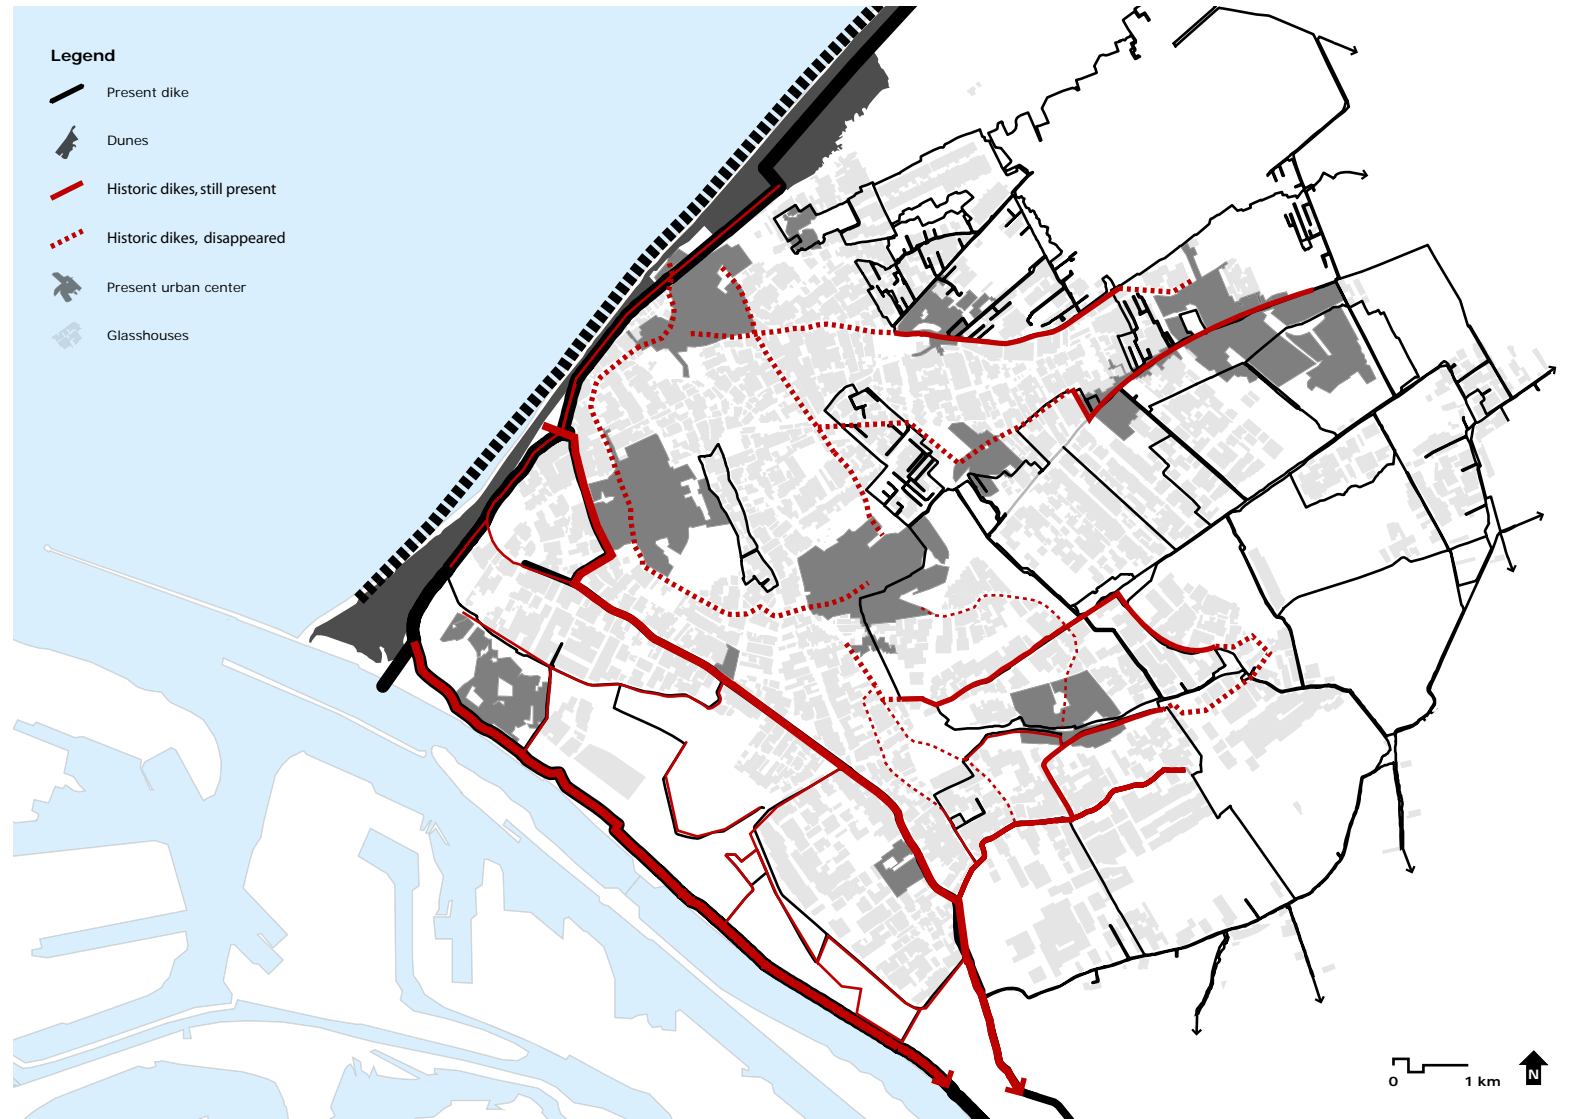 Legend
Present dike
Dunes
Historic dikes, still present
Historic dikes, disappeared
Present urban center
Glasshouses
0 1 km
N